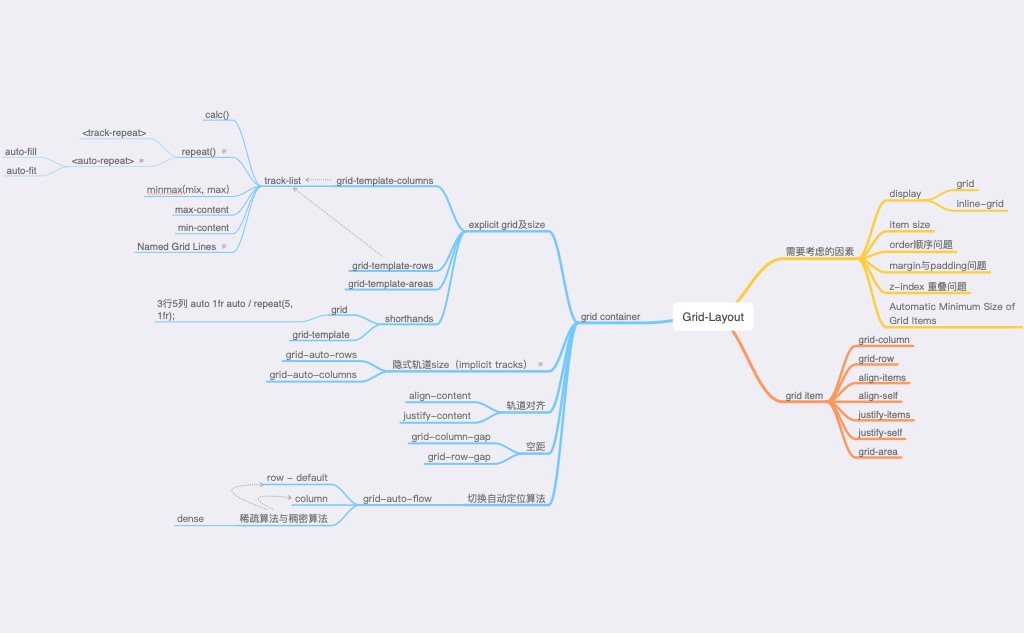 Grid-Layout
grid container
explicit grid及size
grid-template-columns
track-list
calc()
repeat()
<track-repeat>
<auto-repeat>
auto-fill
auto-fit
minmax(mix, max)
max-content
min-content
Named Grid Lines
grid-template-rows
grid-template-areas
shorthands
grid
3行5列 auto 1fr auto / repeat(5,
1fr);
grid-template
隐式轨道size（implicit tracks）
grid-auto-rows
grid-auto-columns
轨道对齐
align-content
justify-content
空距
grid-column-gap
grid-row-gap
切换自动定位算法
grid-auto-flow
row - default
column
稀疏算法与稠密算法
dense
需要考虑的因素
display
grid
inline-grid
item size
order顺序问题
margin与padding问题
z-index 重叠问题
Automatic Minimum Size of
Grid Items
grid item
grid-column
grid-row
align-items
align-self
justify-items
justify-self
grid-area